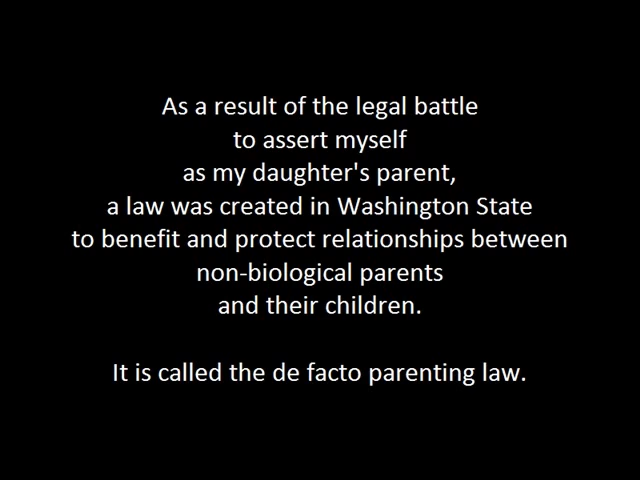 As a result of the legal battle
to assert myself
as my daughter's parent,
a law was created in Washington State
to benefit and protect relationships between
non-biological parents
and their children.
It is called the de facto parenting law.